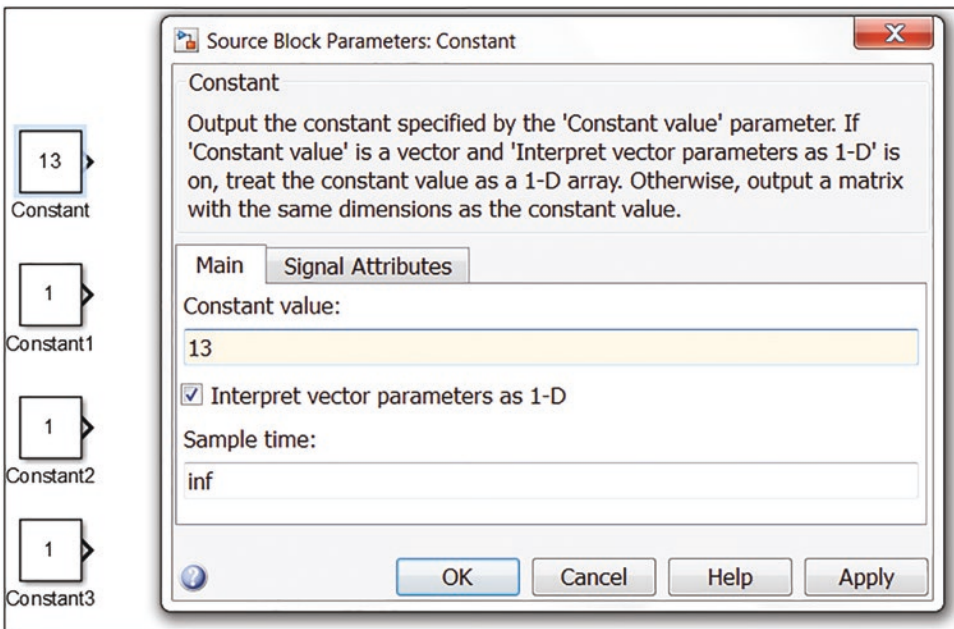 13
Constant
1
Constant1
1
Constant2
1
Constant3
Source Block Parameters: Constant
X
Constant
Output the constant specified by the 'Constant value' parameter. If
'Constant value' is a vector and 'Interpret vector parameters as 1-D' is
on, treat the constant value as a 1-D array. Otherwise, output a matrix
with the same dimensions as the constant value.
Main Signal Attributes
Constant value:
13
Interpret vector parameters as 1-D
Sample time:
inf
? OK Cancel Help Apply